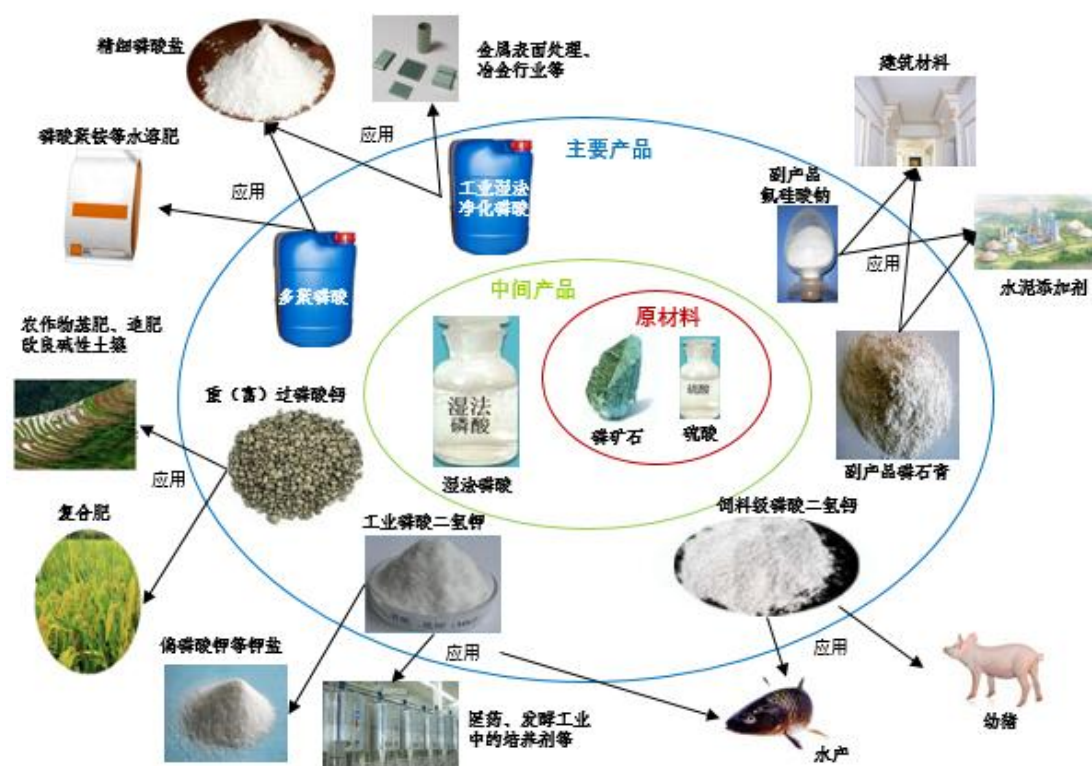 精细磷酸盐
金属表面处理、
冶金行业等
建筑材料
应用
主要产品
磷酸聚铵等水溶肥
工业湿法
净化磷酸
副产品
氟硅酸钠
应用
多聚磷酸
应用
水泥添加剂
中间产品
原材料
农作物基肥、追肥
改良碱性土壤
湿法
磷酸
硫酸
重（富）过磷酸钙
磷矿石
硫酸
副产品磷石膏
湿法磷酸
应用
饲料级磷酸二氢钙
复合肥
工业磷酸二氢钾
偏磷酸钾等钾盐
应用
应用
医药、发酵工业
中的培养剂等
幼猪
水产